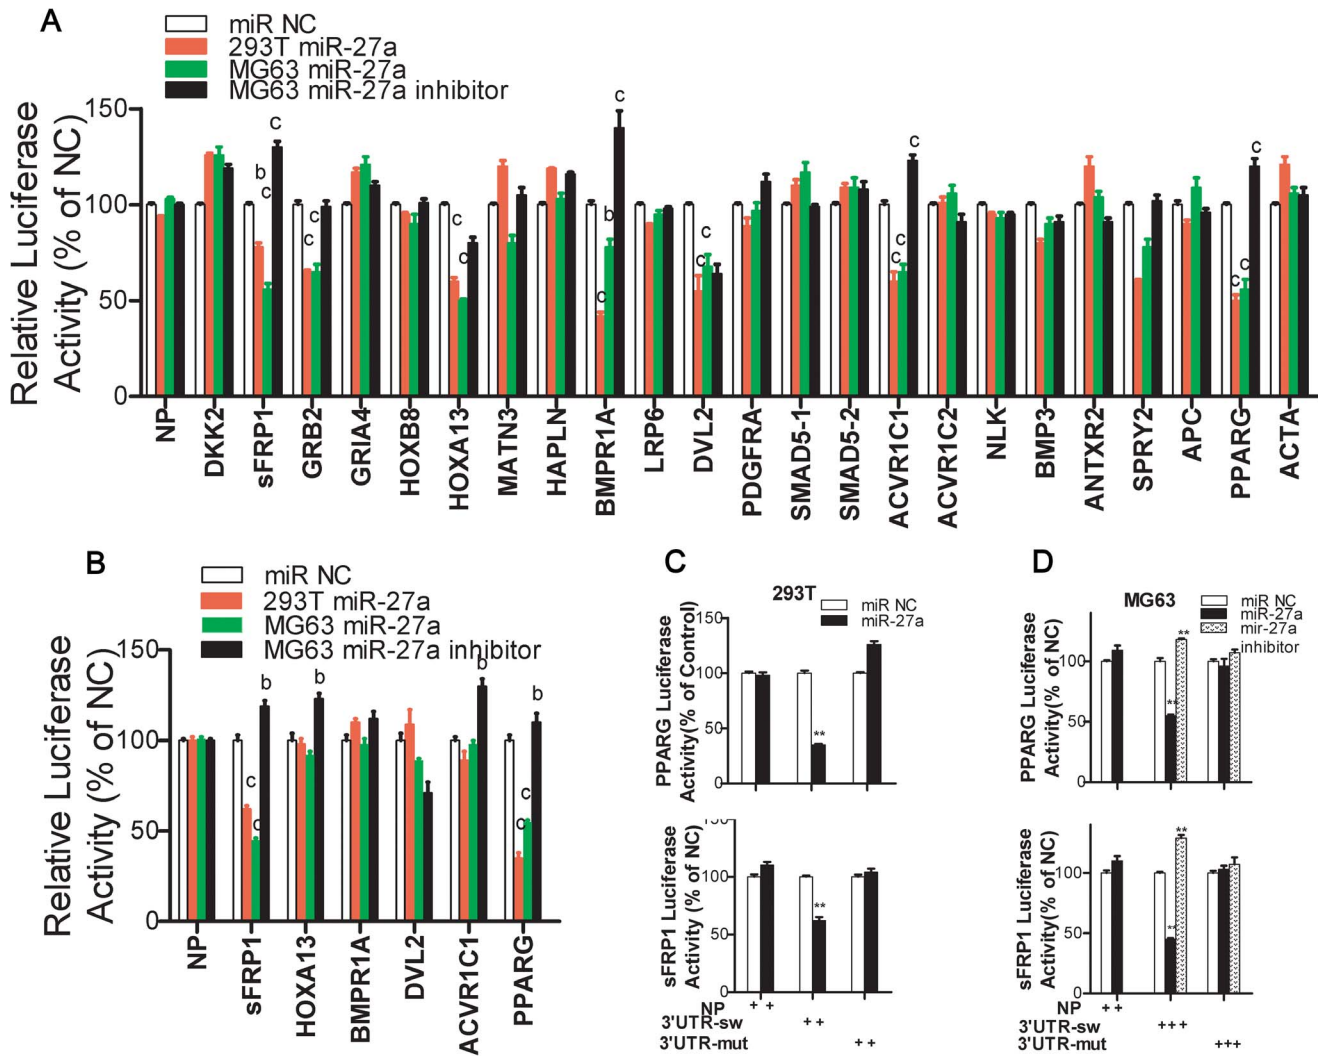 A
miR NC
293T miR-27a
MG63 miR-27a
MG63 miR-27a inhibitor
Relative Luciferase
Activity (% of NC)
150
100
50
0
b
c
c
c
c
c
c
c
b
c
c
c
c
c
c
c
c
c
NP
DKK2
sFRP1
GRB2
GRIA4
HOXB8
HOXA13
MATN3
HAPLN
BMPR1A
LRP6
DVL2
PDGFRA
SMAD5-1
SMAD5-2
ACVR1C1
ACVR1C2
NLK
BMP3
ANTXR2
SPRY2
APC
PPARG
ACTA
B
miR NC
293T miR-27a
MG63 miR-27a
MG63 miR-27a inhibitor
Relative Luciferase
Activity (% of NC)
150
100
50
0
c
c
b
b
b
c
c
b
NP
sFRP1
HOXA13
BMPR1A
DVL2
ACVR1C1
PPARG
C
293T
miR NC
miR-27a
PPARG Luciferase
Activity(% of Control)
150
100
50
0
**
sFRP1 Luciferase
Activity (% of NC)
150
100
50
0
**
NP
+ +
3'UTR-sw
+ +
3'UTR-mut
+ +
D
MG63
miR NC
miR-27a
mir-27a
inhibitor
PPARG Luciferase
Activity(% of NC)
100
50
0
**
**
sFRP1 Luciferase
Activity(% of NC)
100
50
0
**
**
NP
+ +
3'UTR-sw
+++
3'UTR-mut
+++